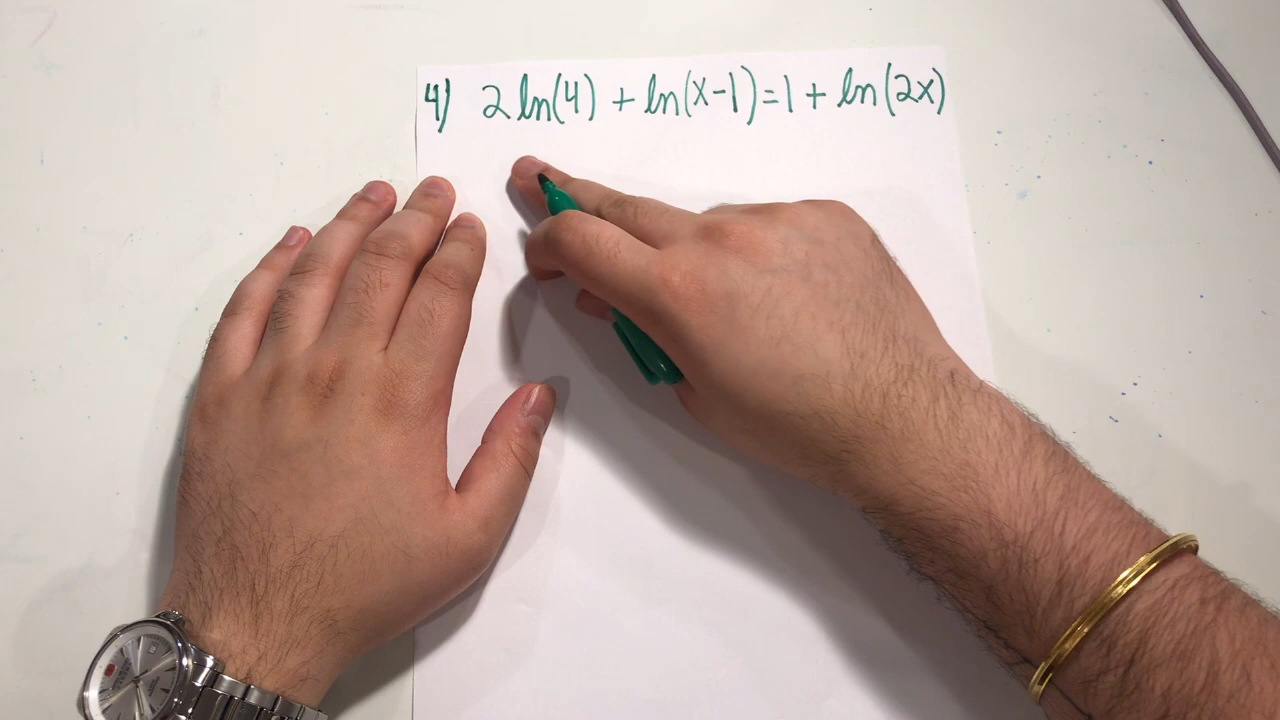 4) 2 ln(4) + ln(x-1) = 1 + ln(2x)